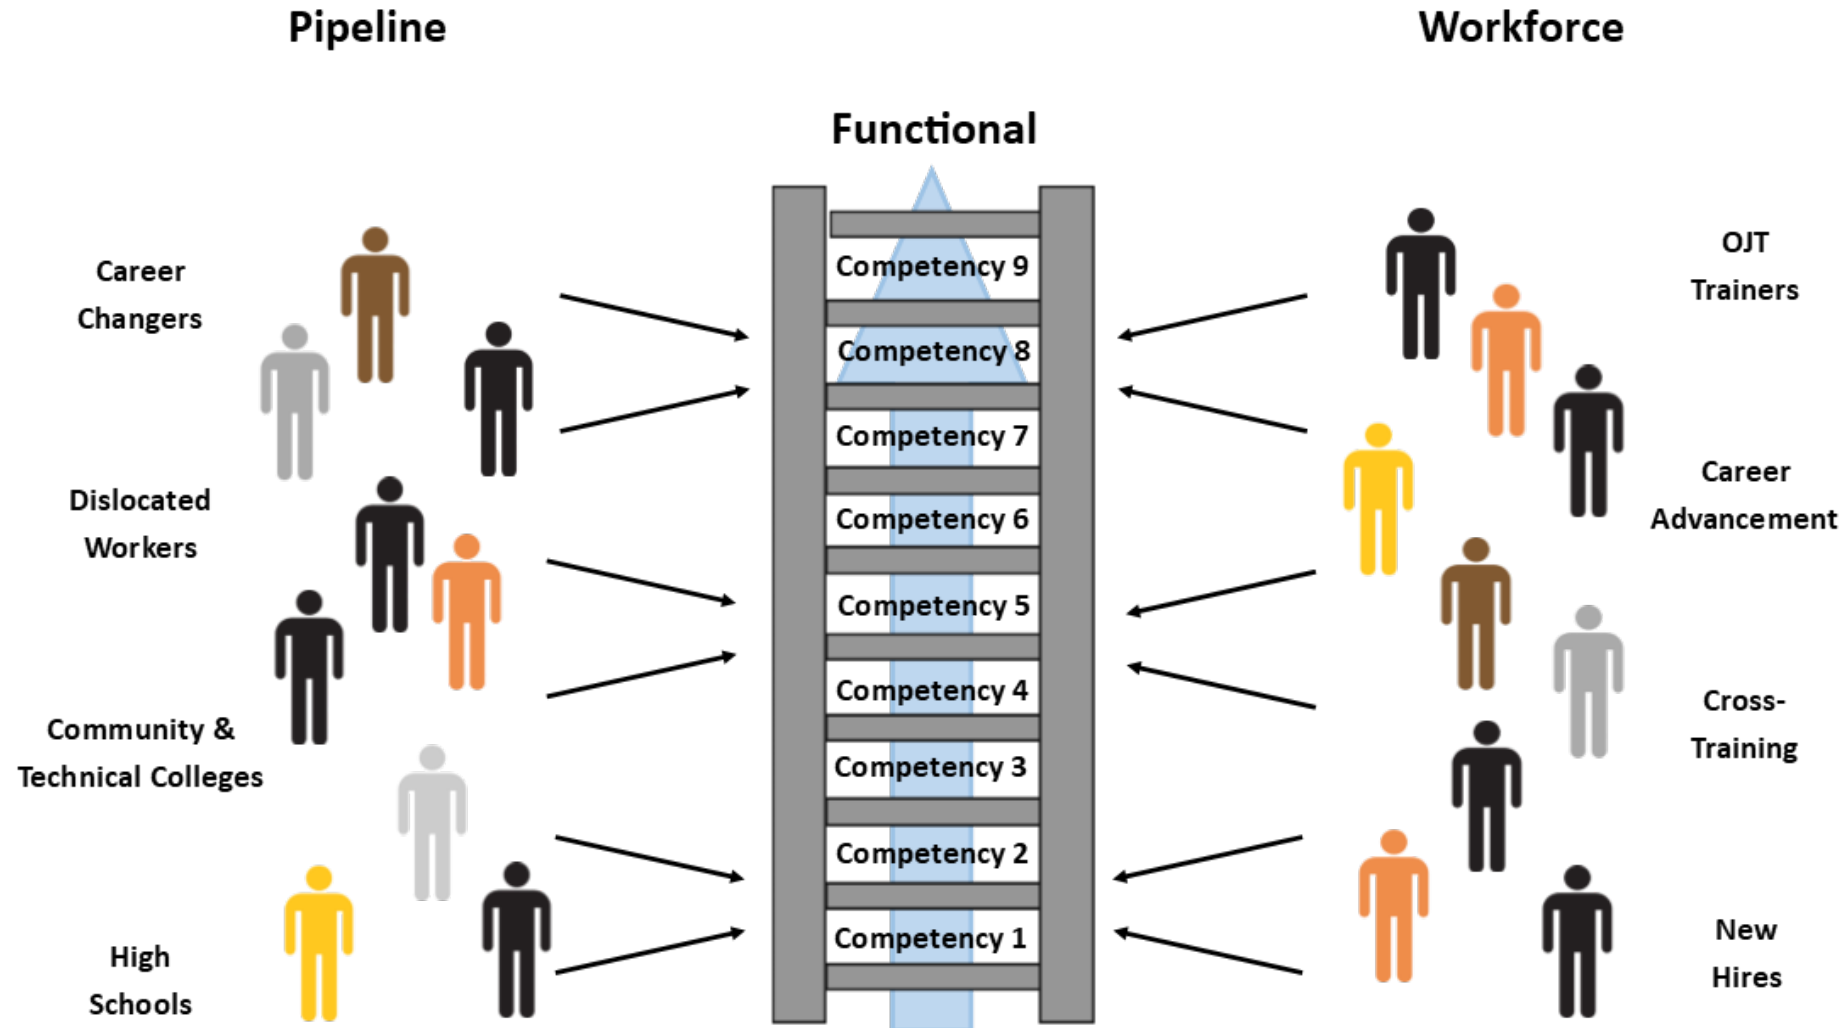 Pipeline
Workforce
Functional
Career
Changers
Dislocated
Workers
Community &
Technical Colleges
High
Schools
Competency 9
Competency 8
Competency 7
Competency 6
Competency 5
Competency 4
Competency 3
Competency 2
Competency 1
OJT
Trainers
Career
Advancement
Cross-
Training
New
Hires